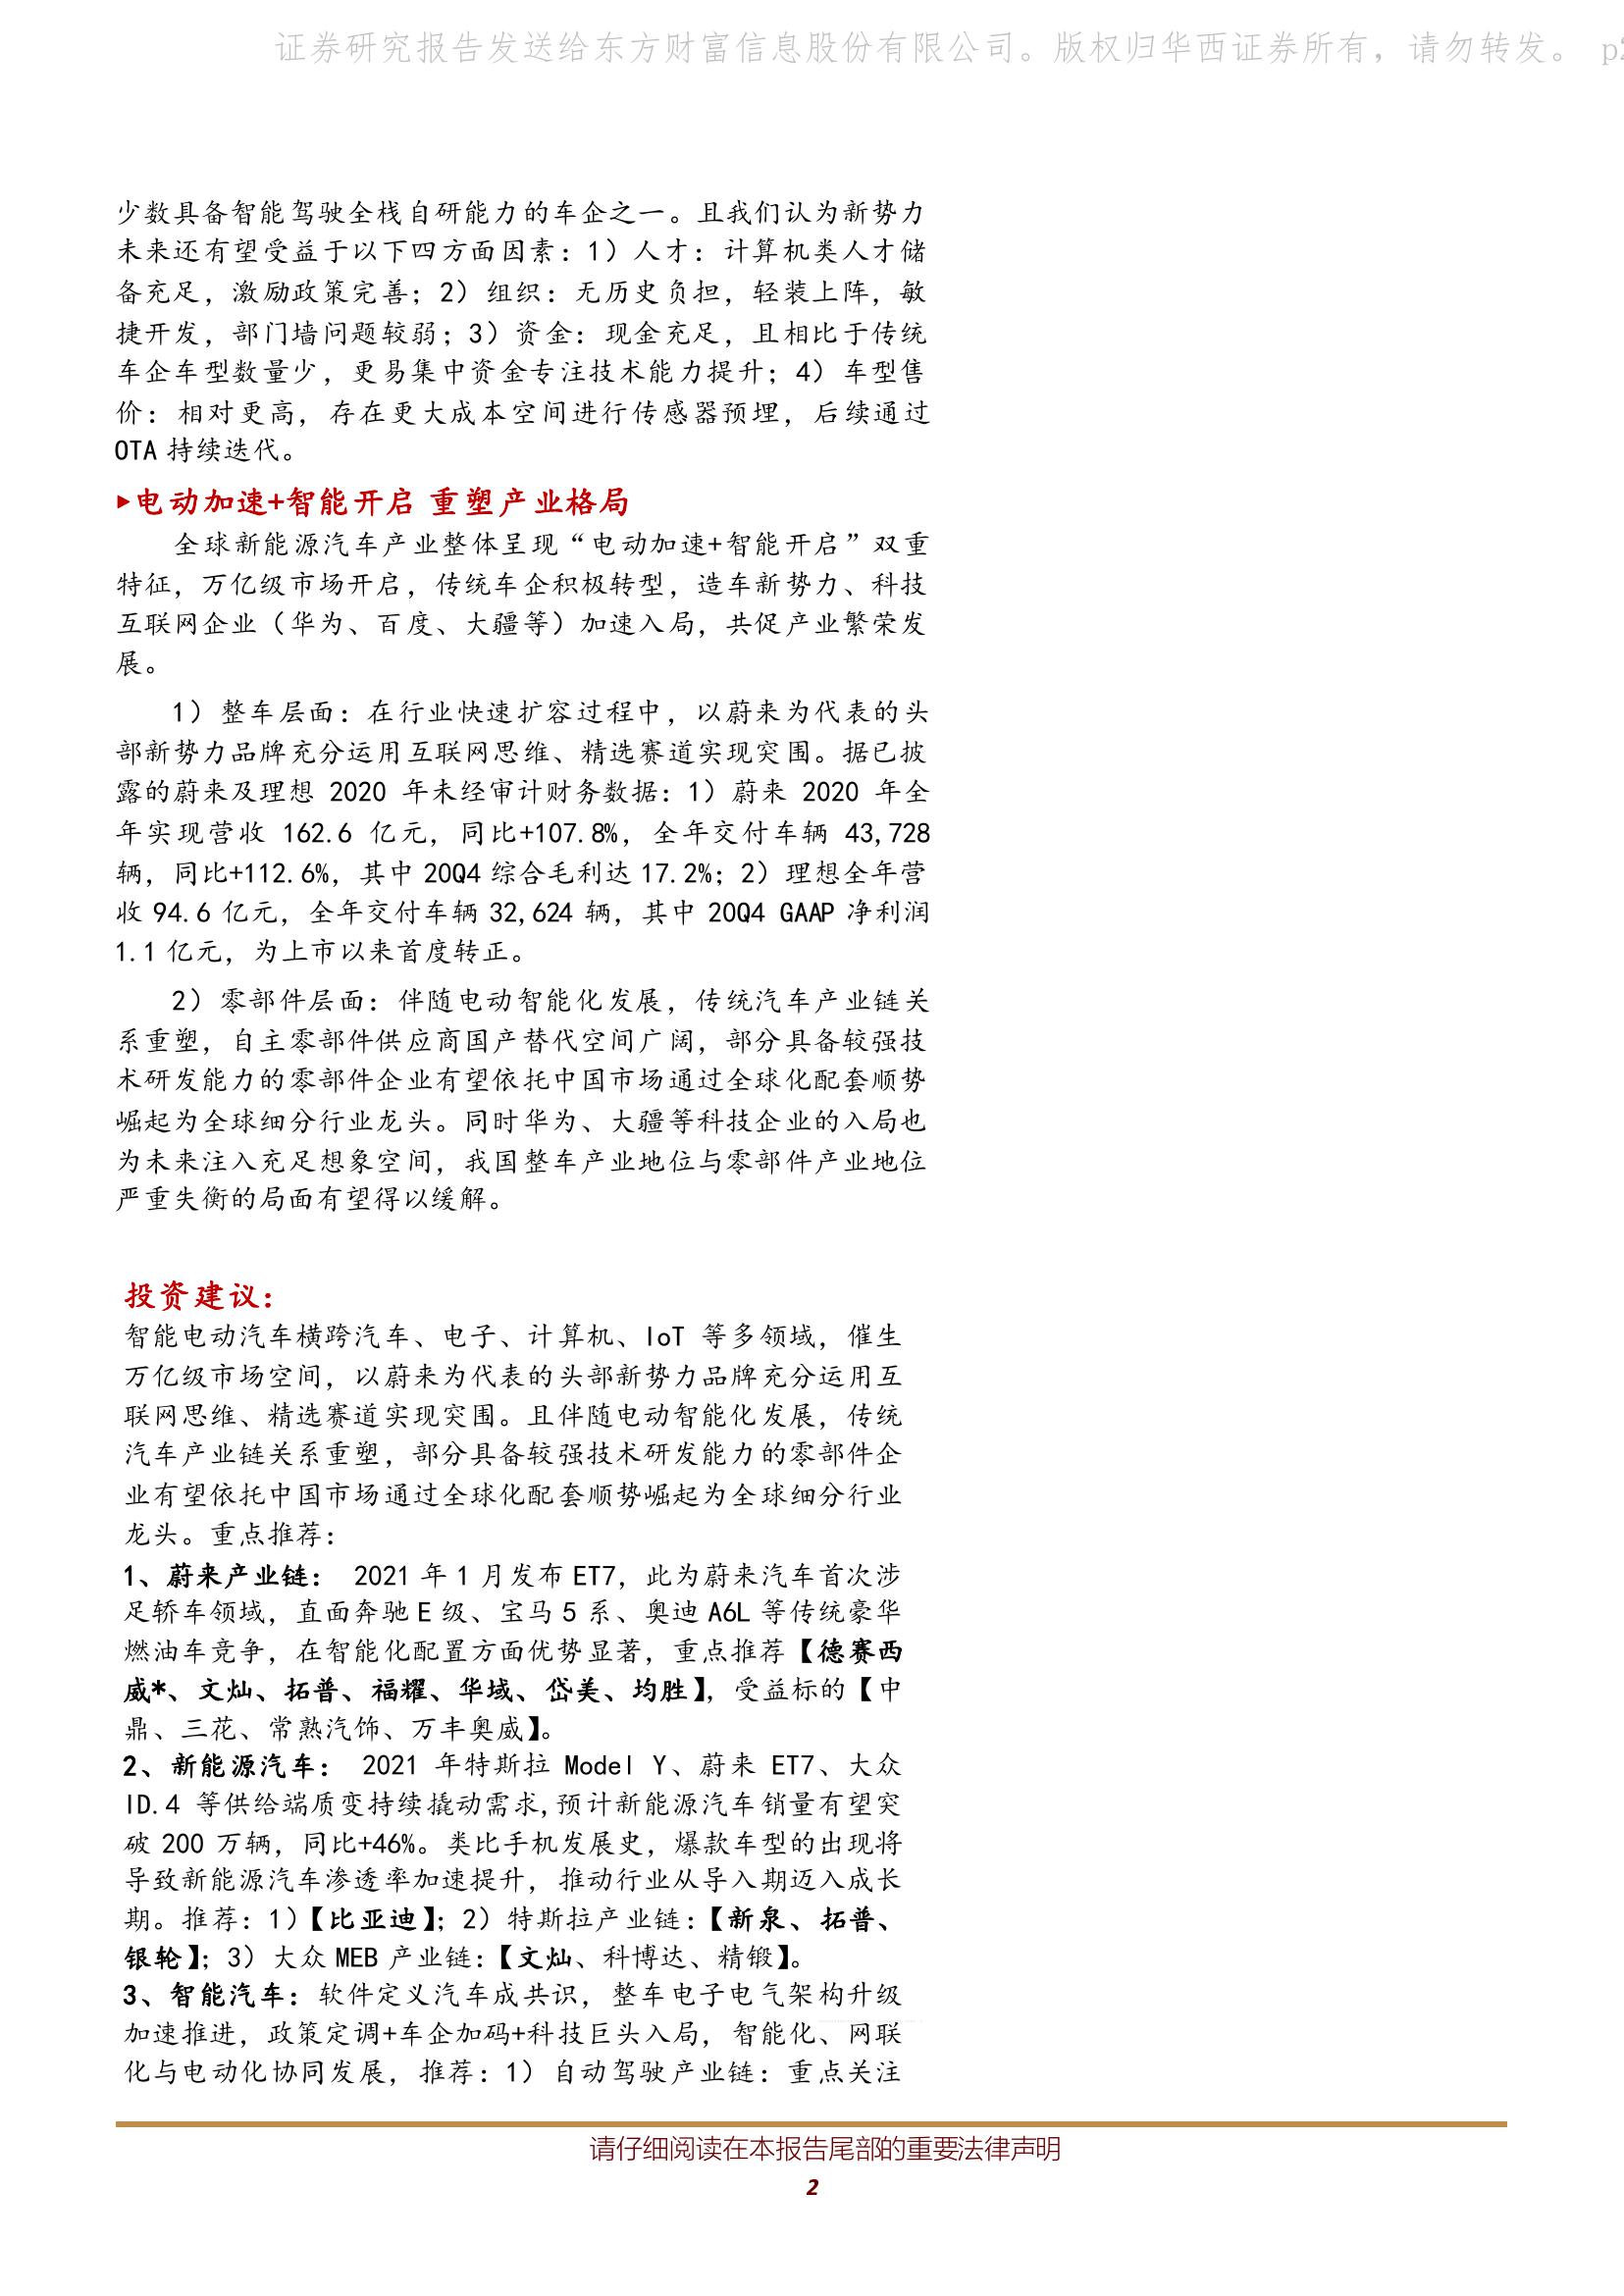 证券研究报告发送给东方财富信息股份有限公司。版权归华西证券所有，请勿转发。 p2
少数具备智能驾驶全栈自研能力的车企之一。且我们认为新势力
未来还有望受益于以下四方面因素：1）人才：计算机类人才储
备充足，激励政策完善；2）组织：无历史负担，轻装上阵，敏
捷开发，部门墙问题较弱；3）资金：现金充足，且相比于传统
车企车型数量少，更易集中资金专注技术能力提升；4）车型售
价：相对更高，存在更大成本空间进行传感器预埋，后续通过
OTA 持续迭代。
▶电动加速+智能开启 重塑产业格局
全球新能源汽车产业整体呈现“电动加速+智能开启”双重
特征，万亿级市场开启，传统车企积极转型，造车新势力、科技
互联网企业（华为、百度、大疆等）加速入局，共促产业繁荣发
展。
1）整车层面：在行业快速扩容过程中，以蔚来为代表的头
部新势力品牌充分运用互联网思维、精选赛道实现突围。据已披
露的蔚来及理想 2020 年未经审计财务数据：1）蔚来 2020 年全
年实现营收 162.6 亿元，同比+107.8%，全年交付车辆 43,728
辆，同比+112.6%，其中 20Q4 综合毛利达 17.2%；2）理想全年营
收 94.6 亿元，全年交付车辆 32,624 辆，其中 20Q4 GAAP 净利润
1.1 亿元，为上市以来首度转正。
2）零部件层面：伴随电动智能化发展，传统汽车产业链关
系重塑，自主零部件供应商国产替代空间广阔，部分具备较强技
术研发能力的零部件企业有望依托中国市场通过全球化配套顺势
崛起为全球细分行业龙头。同时华为、大疆等科技企业的入局也
为未来注入充足想象空间，我国整车产业地位与零部件产业地位
严重失衡的局面有望得以缓解。
投资建议：
智能电动汽车横跨汽车、电子、计算机、IoT 等多领域，催生
万亿级市场空间，以蔚来为代表的头部新势力品牌充分运用互
联网思维、精选赛道实现突围。且伴随电动智能化发展，传统
汽车产业链关系重塑，部分具备较强技术研发能力的零部件企
业有望依托中国市场通过全球化配套顺势崛起为全球细分行业
龙头。重点推荐：
1、蔚来产业链： 2021 年 1 月发布 ET7，此为蔚来汽车首次涉
足轿车领域，直面奔驰 E 级、宝马 5 系、奥迪 A6L 等传统豪华
燃油车竞争，在智能化配置方面优势显著，重点推荐【德赛西
威*、文灿、拓普、福耀、华域、岱美、均胜】，受益标的【中
鼎、三花、常熟汽饰、万丰奥威】。
2、新能源汽车： 2021 年特斯拉 Model Y、蔚来 ET7、大众
ID.4 等供给端质变持续撬动需求,预计新能源汽车销量有望突
破 200 万辆，同比+46%。类比手机发展史，爆款车型的出现将
导致新能源汽车渗透率加速提升，推动行业从导入期迈入成长
期。推荐：1）【比亚迪】；2）特斯拉产业链：【新泉、拓普、
银轮】；3）大众 MEB 产业链：【文灿、科博达、精锻】。
3、智能汽车：软件定义汽车成共识，整车电子电气架构升级
加速推进，政策定调+车企加码+科技巨头入局，智能化、网联
化与电动化协同发展，推荐：1）自动驾驶产业链：重点关注
请仔细阅读在本报告尾部的重要法律声明
2